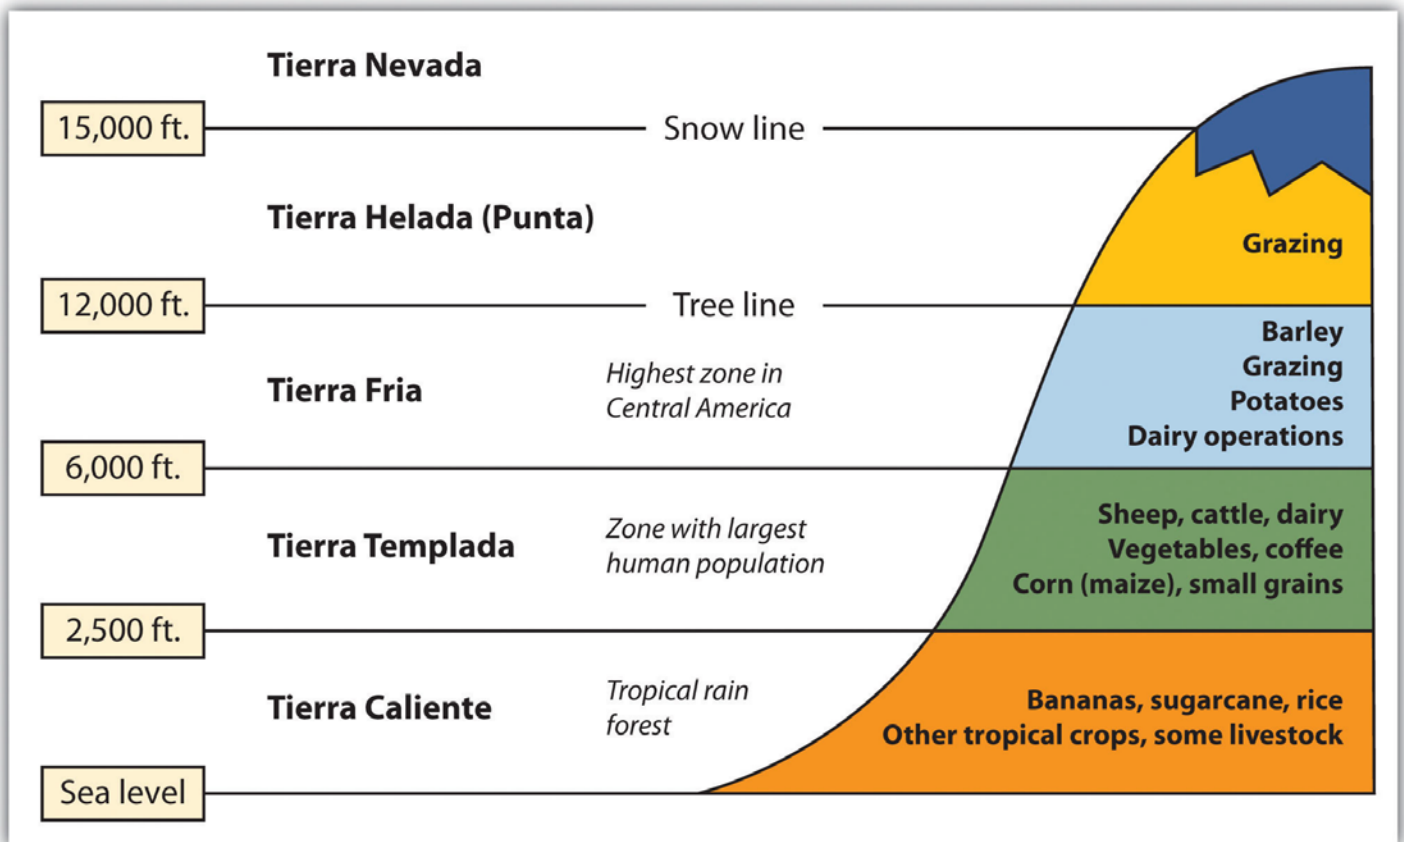 Tierra Nevada
15,000 ft.
Snow line
Tierra Helada (Punta)
Grazing
12,000 ft.
Tree line
Tierra Fria
Highest zone in
Central America
Barley
Grazing
Potatoes
Dairy operations
6,000 ft.
Tierra Templada
Zone with largest
human population
Sheep, cattle, dairy
Vegetables, coffee
Corn (maize), small grains
2,500 ft.
Tierra Caliente
Tropical rain
forest
Bananas, sugarcane, rice
Other tropical crops, some livestock
Sea level